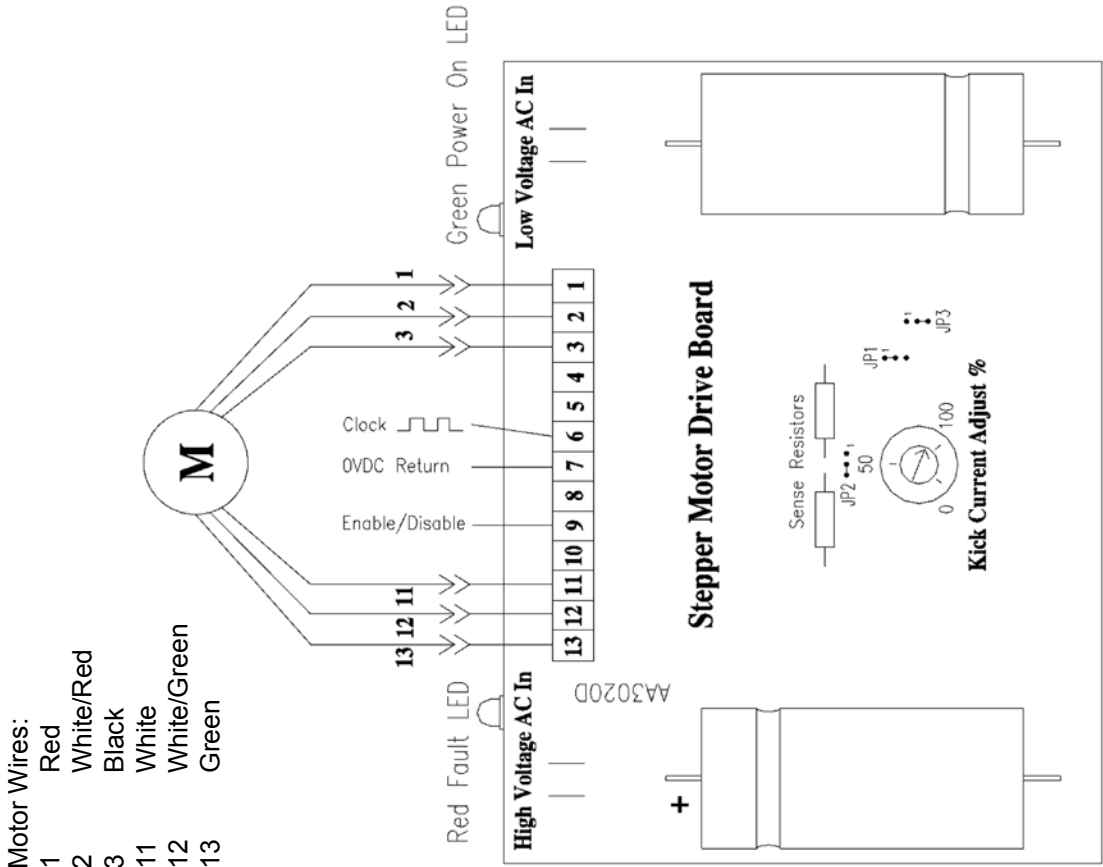 Motor Wires:
1 Red
2 White/Red
3 Black
11 White
12 White/Green
13 Green
M
1
2
3
11
12
13
Clock
0VDC Return
Enable/Disable
Red Fault LED
Green Power On LED
High Voltage AC In
Low Voltage AC In
13 12 11 10 9 8 7 6 5 4 3 2 1
AA3020D
+
Stepper Motor Drive Board
Sense Resistors
JP2 1
JP1 1
1 JP3
0 50 100
Kick Current Adjust %